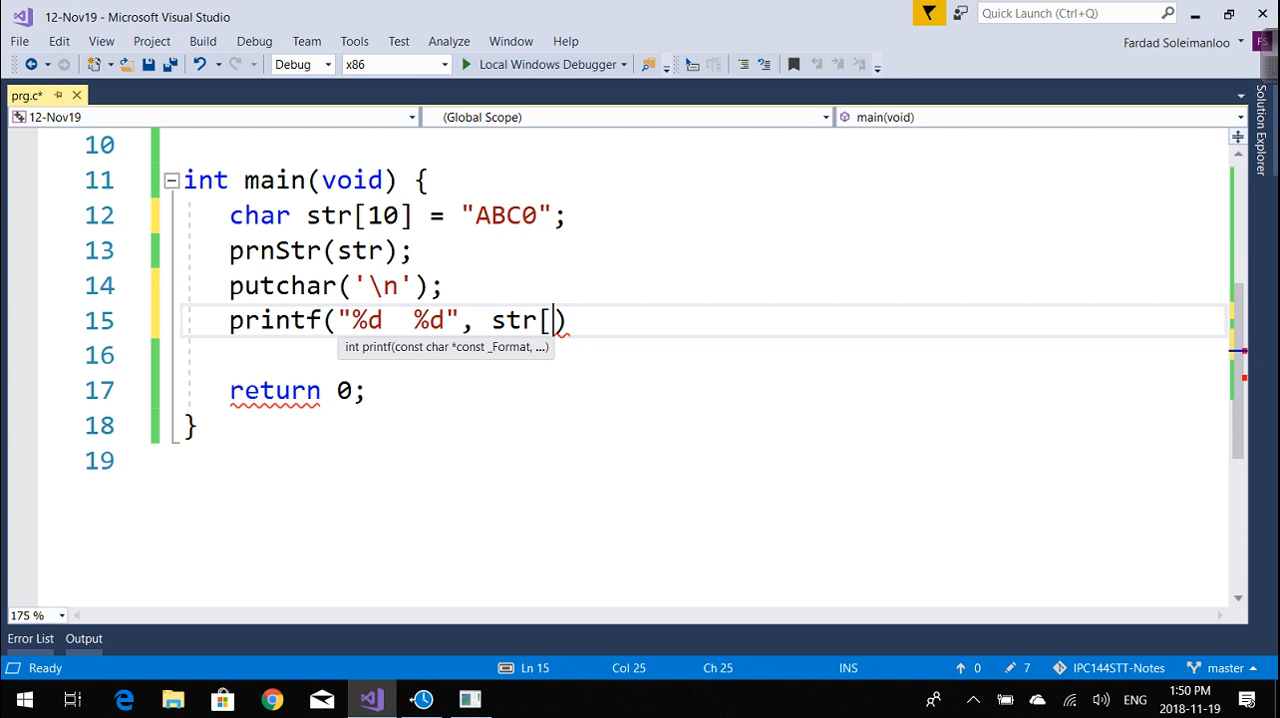 12-Nov19 - Microsoft Visual Studio
Quick Launch (Ctrl+Q)
File Edit View Project Build Debug Team Tools Test Analyze Window Help
Fardad Soleimanloo FS
Debug x86 Local Windows Debugger
prg.c*
12-Nov19 (Global Scope) main(void)
Solution Explorer
10
11 int main(void) {
12 char str[10] = "ABC0";
13 prnStr(str);
14 putchar('\n');
15 printf("%d  %d", str[)
int printf(const char *const _Format, ...)
16
17 return 0;
18 }
19
175 %
Error List Output
Ready Ln 15 Col 25 Ch 25 INS 0 7 IPC144STT-Notes master
ENG 1:50 PM
2018-11-19